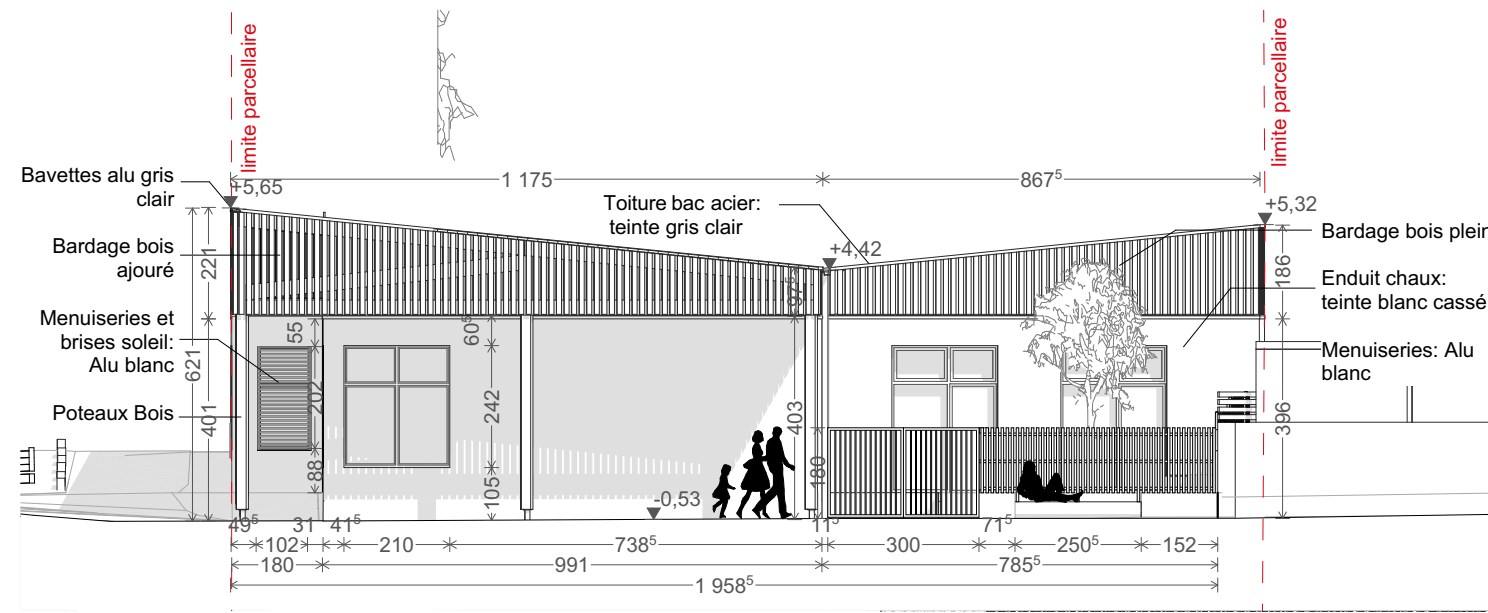 limite parcellaire
limite parcellaire
Bavettes alu gris
clair
+5,65
1 175
867⁵
Toiture bac acier:
teinte gris clair
+5,32
+4,42
Bardage bois
ajouré
221
97⁵
186
Bardage bois plein
Enduit chaux:
teinte blanc cassé
Menuiseries et
brises soleil:
Alu blanc
Menuiseries: Alu
blanc
Poteaux Bois
621
401
55
202
88
60⁵
242
105
403
180
396
-0,53
49⁵
31
41⁵
11⁵
71⁵
102
210
738⁵
300
250⁵
152
180
991
785⁵
1 958⁵